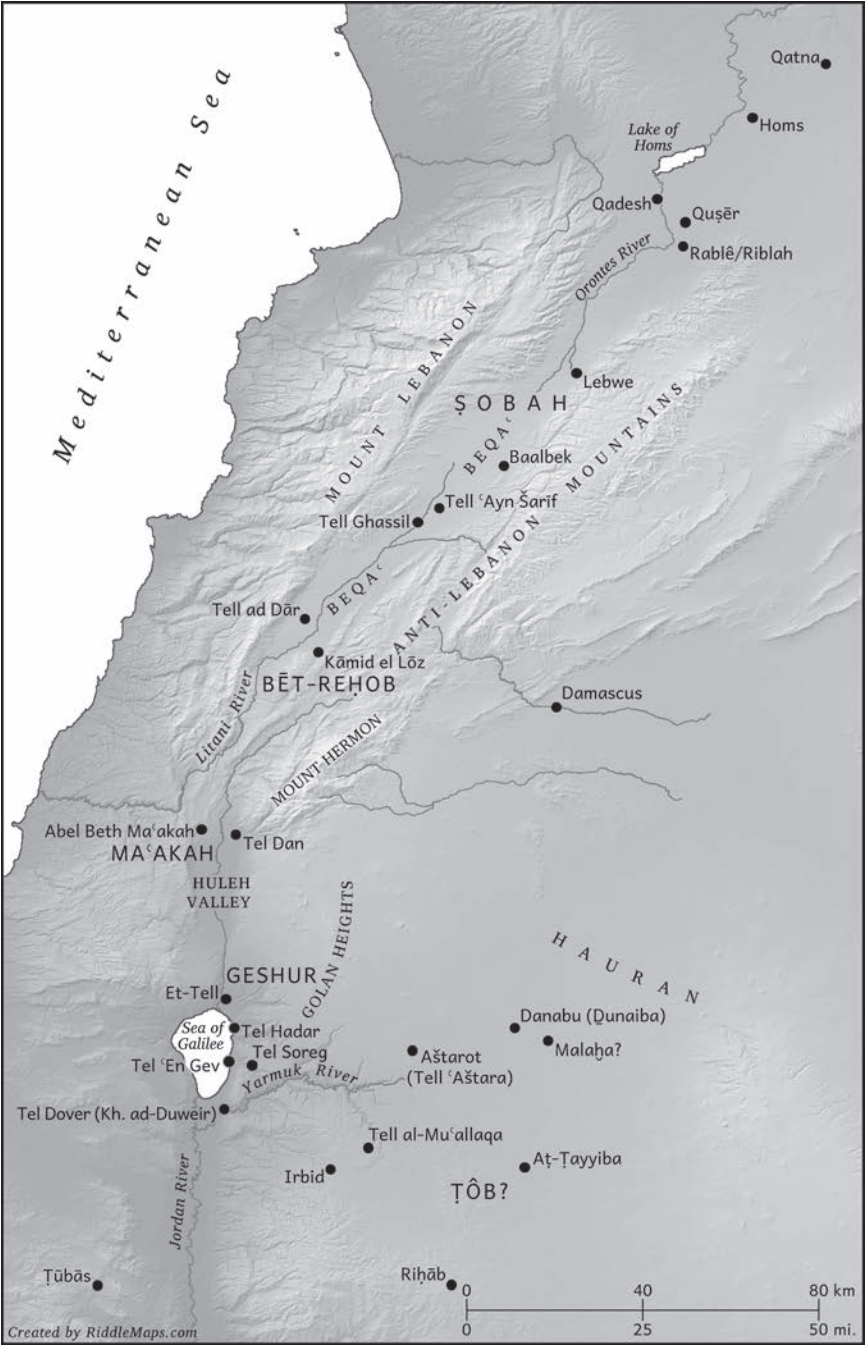 Mediterranean Sea
Qatna
Homs
Lake of
Homs
Qadesh
Quṣēr
Rablê/Riblah
Orontes River
MOUNT LEBANON
Lebwe
ṢOBAH
BEQAʿ
Baalbek
Tell ʿAyn Šarīf
Tell Ghassil
ANTI-LEBANON MOUNTAINS
BEQAʿ
Tell ad Dār
Kāmid el Lōz
BĒT-REḤOB
Litani River
Damascus
MOUNT HERMON
Abel Beth Maʿakah
Tel Dan
MAʿAKAH
HULEH
VALLEY
GOLAN HEIGHTS
HAURAN
GESHUR
Et-Tell
Sea of
Galilee
Tel Hadar
Tel ʿEn Gev
Tel Soreg
Yarmuk River
Danabu (Ḏunaiba)
Malaḫa?
Aštarot
(Tell ʿAštara)
Tel Dover (Kh. ad-Duweir)
Tell al-Muʿallaqa
Irbid
Aṭ-Ṭayyiba
ṬÔB?
Jordan River
Ṭūbās
Riḥāb
0 40 80 km
0 25 50 mi.
Created by RiddleMaps.com